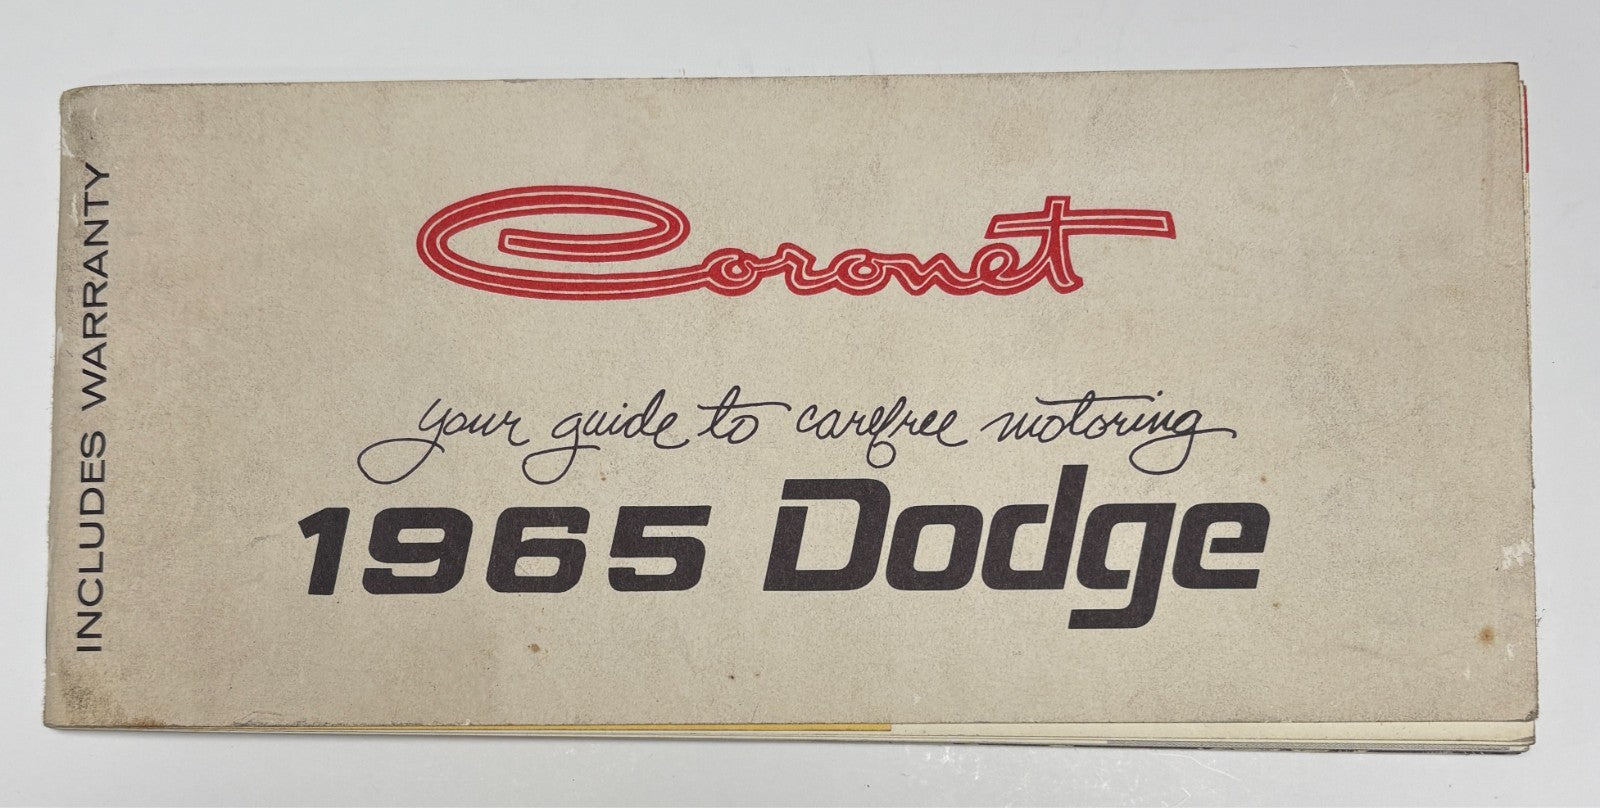 INCLUDES WARRANTY
Coronet
your guide to carefree motoring
1965 Dodge